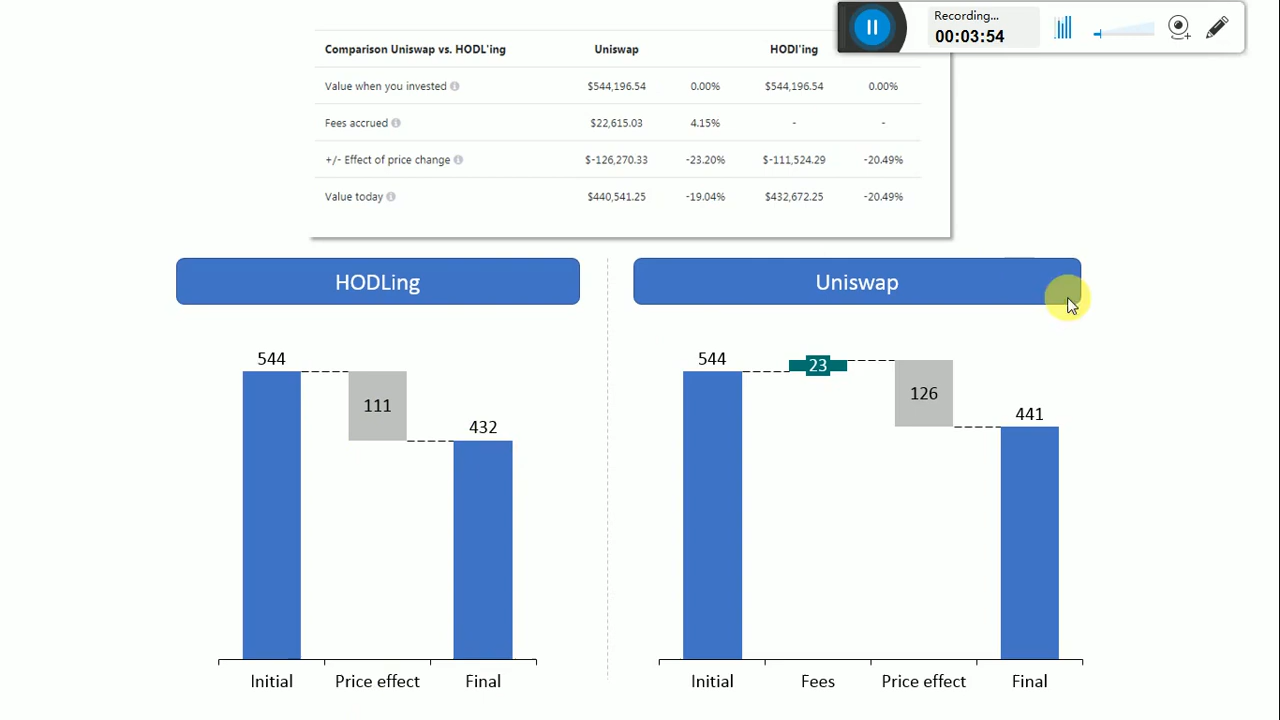 Recording...
00:03:54
Comparison Uniswap vs. HODL'ing Uniswap HODl'ing
Value when you invested $544,196.54 0.00% $544,196.54 0.00%
Fees accrued $22,615.03 4.15% - -
+/- Effect of price change $-126,270.33 -23.20% $-111,524.29 -20.49%
Value today $440,541.25 -19.04% $432,672.25 -20.49%
HODLing
544
111
432
Initial Price effect Final
Uniswap
544
23
126
441
Initial Fees Price effect Final